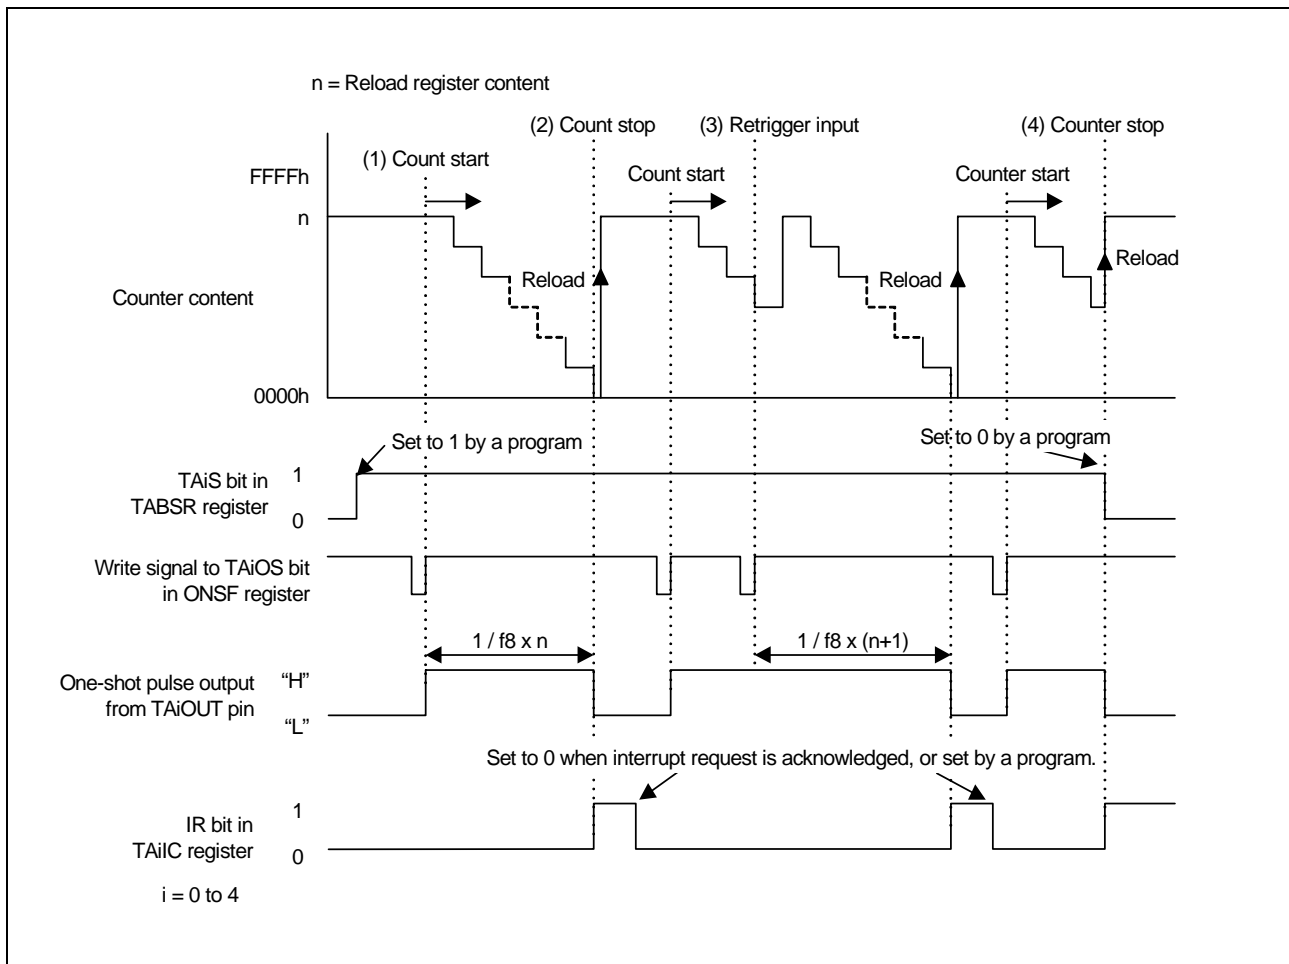 n = Reload register content
(2) Count stop
(3) Retrigger input
(4) Counter stop
(1) Count start
Count start
Counter start
FFFFh
n
Reload
Reload
Reload
Counter content
0000h
Set to 1 by a program
Set to 0 by a program
TAiS bit in
TABSR register
1
0
Write signal to TAiOS bit
in ONSF register
1 / f8 x n
1 / f8 x (n+1)
One-shot pulse output
from TAiOUT pin
“H”
“L”
Set to 0 when interrupt request is acknowledged, or set by a program.
IR bit in
TAiIC register
1
0
i = 0 to 4